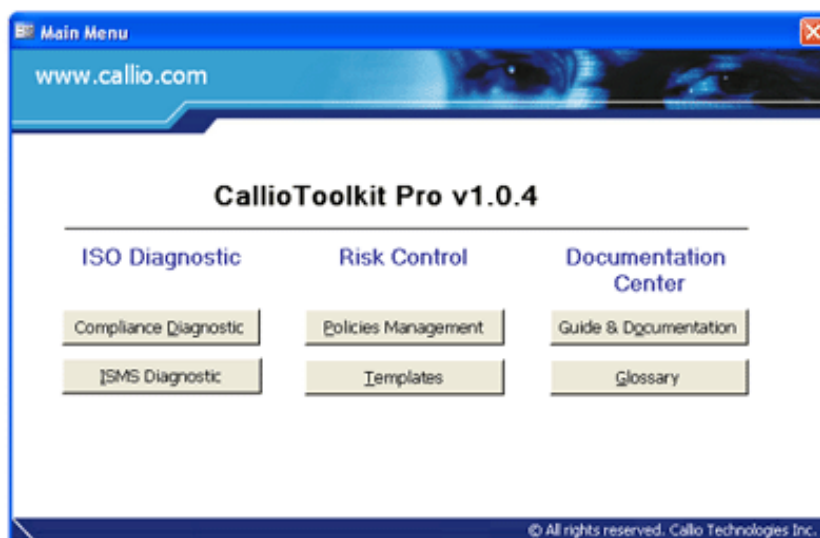 Main Menu
www.callio.com
CallioToolkit Pro v1.0.4
ISO Diagnostic
Risk Control
Documentation
Center
Compliance Diagnostic
Policies Management
Guide & Documentation
ISMS Diagnostic
Templates
Glossary
© All rights reserved. Callio Technologies Inc.